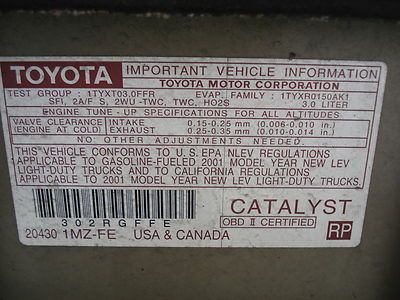 TOYOTA IMPORTANT VEHICLE INFORMATION
TOYOTA MOTOR CORPORATION
TEST GROUP : 1TYXT03.0FFR EVAP. FAMILY : 1TYXR0150AK1
SFI, 2A/F S, 2WU-TWC, TWC, HO2S 3.0 LITER
ENGINE TUNE-UP SPECIFICATIONS FOR ALL ALTITUDES
VALVE CLEARANCE INTAKE 0.15-0.25 mm (0.006-0.010 in.)
(ENGINE AT COLD) EXHAUST 0.25-0.35 mm (0.010-0.014 in.)
NO OTHER ADJUSTMENTS NEEDED
THIS VEHICLE CONFORMS TO U.S. EPA NLEV REGULATIONS
APPLICABLE TO GASOLINE-FUELED 2001 MODEL YEAR NEW LEV
LIGHT-DUTY TRUCKS AND TO CALIFORNIA REGULATIONS
APPLICABLE TO 2001 MODEL YEAR NEW LEV LIGHT-DUTY TRUCKS.
302RGFFE
CATALYST
OBD II CERTIFIED
20430 1MZ-FE USA & CANADA RP